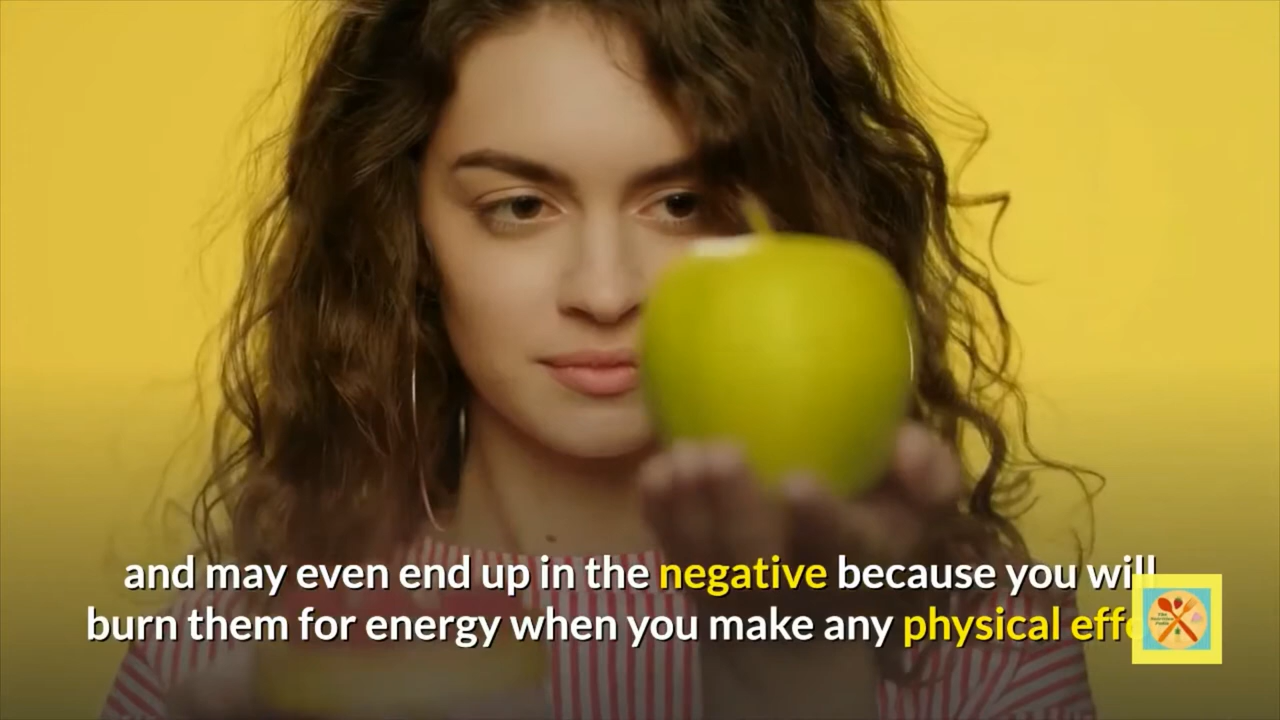 and may even end up in the negative because you will
burn them for energy when you make any physical